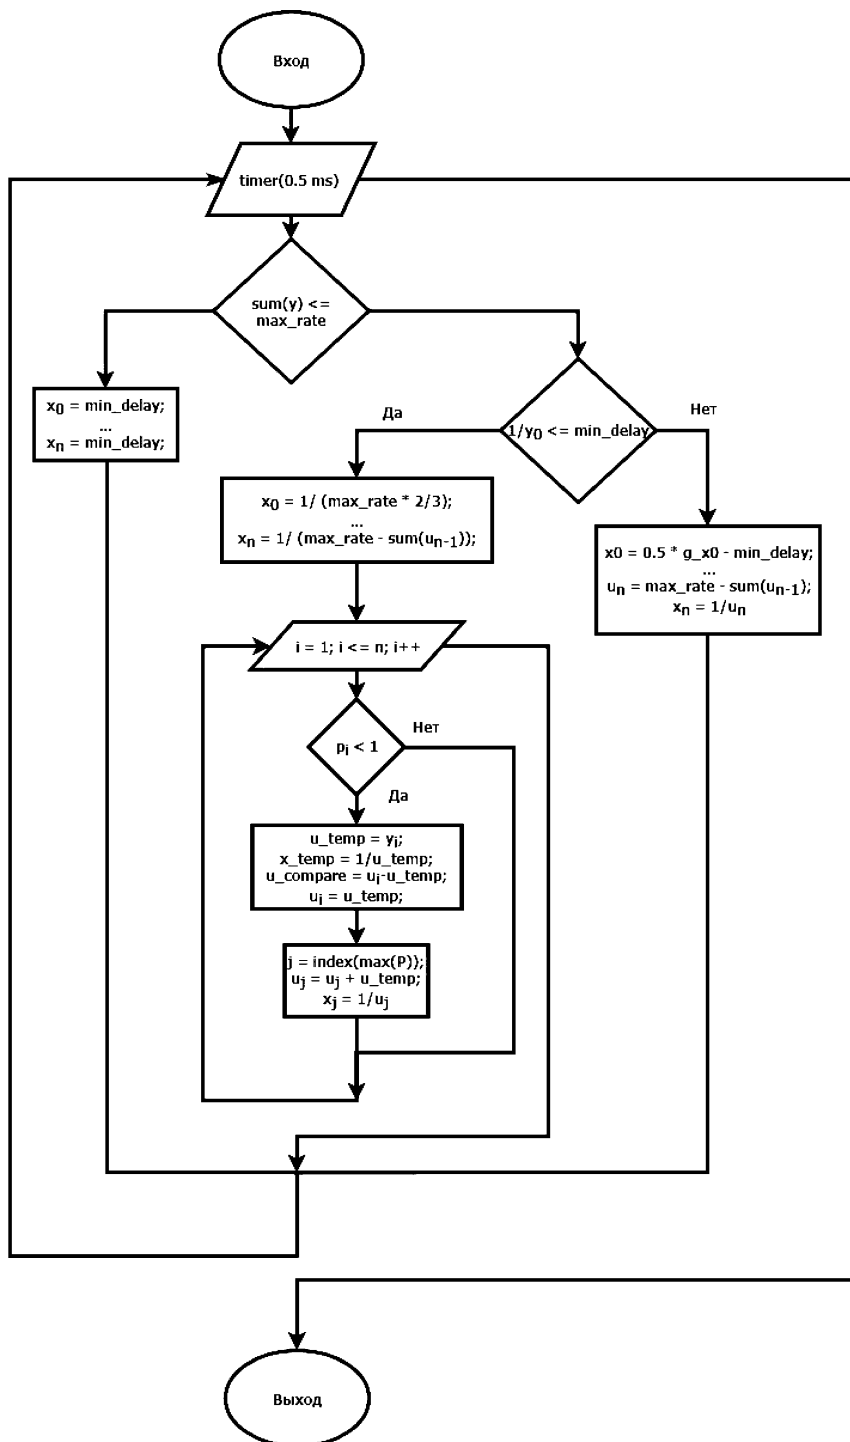 Вход
timer(0.5 ms)
sum(y) <=
max_rate
x0 = min_delay;
...
xn = min_delay;
1/y0 <= min_delay
Да
Нет
x0 = 1/ (max_rate * 2/3);
...
xn = 1/ (max_rate - sum(un-1));
x0 = 0.5 * g_x0 - min_delay;
...
un = max_rate - sum(un-1);
xn = 1/un
i = 1; i <= n; i++
pi < 1
Нет
Да
u_temp = yi;
x_temp = 1/u_temp;
u_compare = ui-u_temp;
ui = u_temp;
j = index(max(P));
uj = uj + u_temp;
xj = 1/uj
Выход